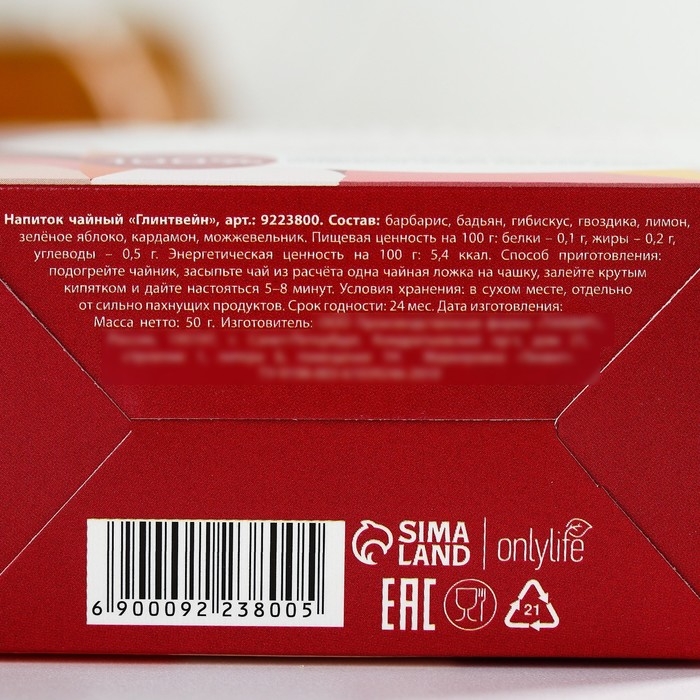 Напиток чайный «Глинтвейн», арт.: 9223800. Состав: барбарис, бадьян, гибискус, гвоздика, лимон,
зелёное яблоко, кардамон, можжевельник. Пищевая ценность на 100 г: белки – 0,1 г, жиры – 0,2 г,
углеводы – 0,5 г. Энергетическая ценность на 100 г: 5,4 ккал. Способ приготовления:
подогрейте чайник, засыпьте чай из расчёта одна чайная ложка на чашку, залейте крутым
кипятком и дайте настояться 5–8 минут. Условия хранения: в сухом месте, отдельно
от сильно пахнущих продуктов. Срок годности: 24 мес. Дата изготовления:
Масса нетто: 50 г. Изготовитель:
6 900092 238005
SIMA LAND
onlylife
EAC
21